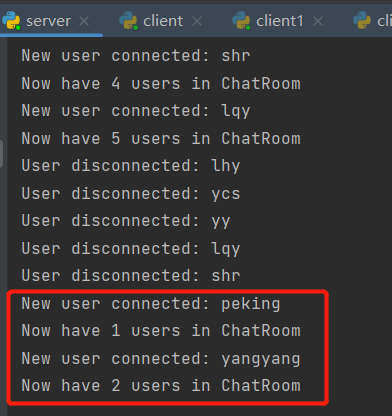 server
client
client1
cli
New user connected: shr
Now have 4 users in ChatRoom
New user connected: lqy
Now have 5 users in ChatRoom
User disconnected: lhy
User disconnected: ycs
User disconnected: yy
User disconnected: lqy
User disconnected: shr
New user connected: peking
Now have 1 users in ChatRoom
New user connected: yangyang
Now have 2 users in ChatRoom